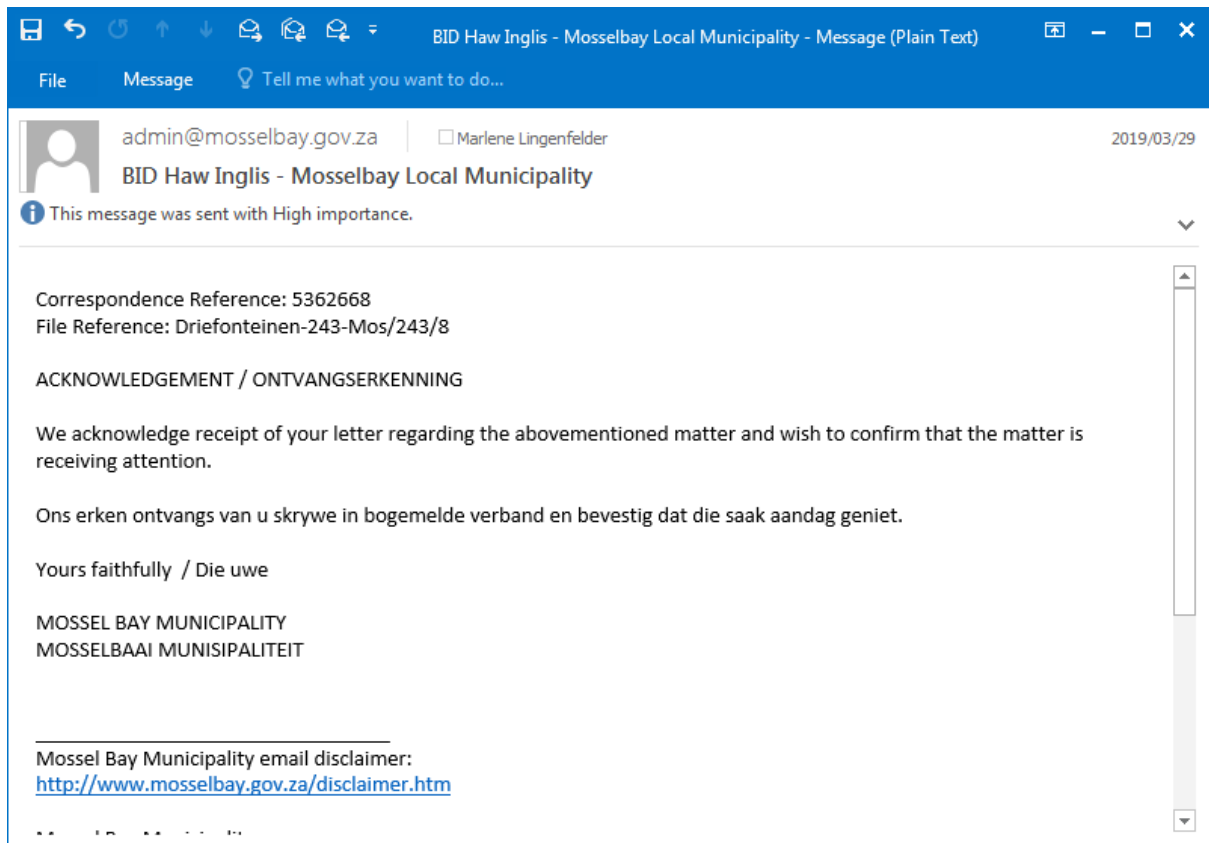 BID Haw Inglis - Mosselbay Local Municipality - Message (Plain Text)
File Message Tell me what you want to do...
admin@mosselbay.gov.za Marlene Lingenfelder 2019/03/29
BID Haw Inglis - Mosselbay Local Municipality
This message was sent with High importance.
Correspondence Reference: 5362668
File Reference: Driefonteinen-243-Mos/243/8
ACKNOWLEDGEMENT / ONTVANGSERKENNING
We acknowledge receipt of your letter regarding the abovementioned matter and wish to confirm that the matter is
receiving attention.
Ons erken ontvangs van u skrywe in bogemelde verband en bevestig dat die saak aandag geniet.
Yours faithfully / Die uwe
MOSSEL BAY MUNICIPALITY
MOSSELBAAI MUNISIPALITEIT
Mossel Bay Municipality email disclaimer:
http://www.mosselbay.gov.za/disclaimer.htm